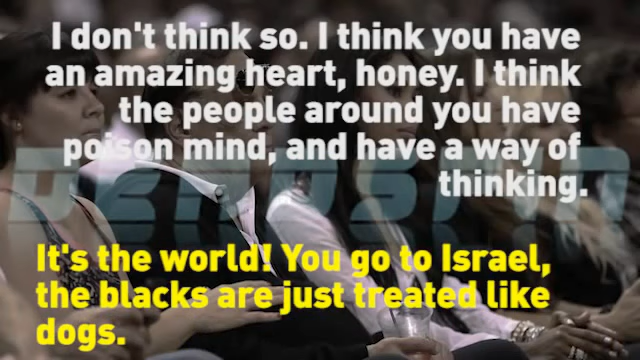 I don't think so. I think you have
an amazing heart, honey. I think
the people around you have
poison mind, and have a way of
thinking.
DEADSPIN
It's the world! You go to Israel,
the blacks are just treated like
dogs.